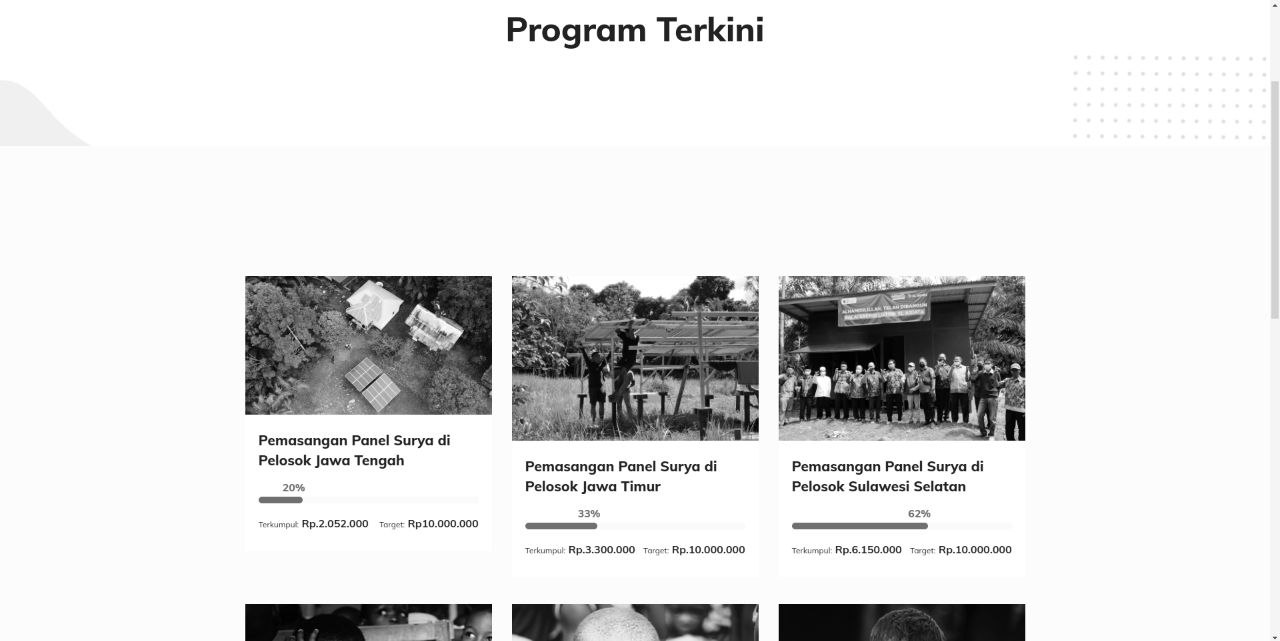 Program Terkini
ALHAMDULILLAH, TELAH DIBANGUN
Pemasangan Panel Surya di
Pelosok Jawa Tengah
20%
Terkumpul: Rp.2.052.000 Target: Rp10.000.000
Pemasangan Panel Surya di
Pelosok Jawa Timur
33%
Terkumpul: Rp.3.300.000 Target: Rp.10.000.000
Pemasangan Panel Surya di
Pelosok Sulawesi Selatan
62%
Terkumpul: Rp.6.150.000 Target: Rp.10.000.000